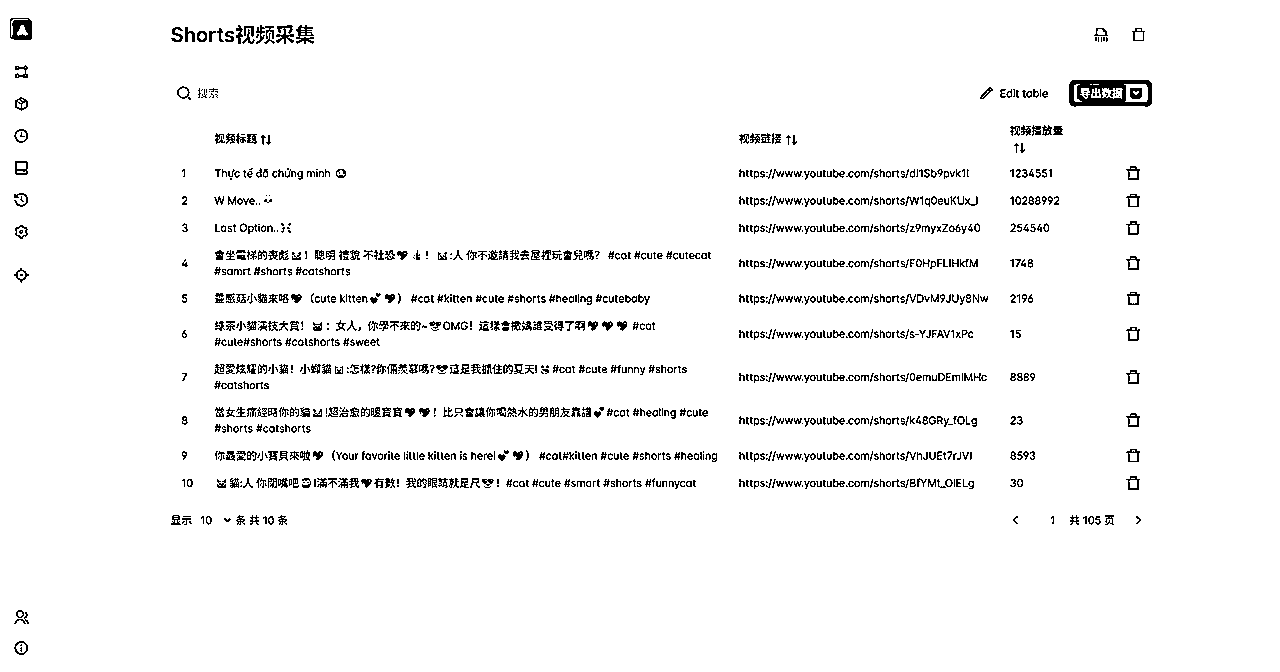 Shorts视频采集
搜索
Edit table
导出数据
视频标题
视频链接
视频播放量
1 Thực tế đã chứng minh https://www.youtube.com/shorts/dJ1Sb9pvk1I 1234551
2 W Move.. https://www.youtube.com/shorts/W1q0euKUx_I 10288992
3 Last Option.. https://www.youtube.com/shorts/z9myxZo6y40 254540
4 會坐電梯的喪彪 ！聰明 禮貌 不社恐 ！ :人 你不邀請我去屋裡玩會兒嗎？ #cat #cute #cutecat
#samrt #shorts #catshorts
https://www.youtube.com/shorts/F0HpFLIHkfM 1748
5 靈感菇小貓來咯 （cute kitten ） #cat #kitten #cute #shorts #healing #cutebaby https://www.youtube.com/shorts/VDvM9JUy8Nw 2196
6 綠茶小貓演技大賞！ ：女人，你學不來的~ OMG！這樣會撒嬌誰受得了啊 #cat
#cute#shorts #catshorts #sweet
https://www.youtube.com/shorts/s-YJFAV1xPc 15
7 超愛炫耀的小貓！小蟬貓 :怎樣?你倆羨慕嗎? 這是我抓住的夏天! #cat #cute #funny #shorts
#catshorts
https://www.youtube.com/shorts/0emuDEmIMHc 8889
8 當女生痛經時你的貓 !超治愈的暖寶寶 ！比只會讓你喝熱水的男朋友靠譜 #cat #healing #cute
#shorts #catshorts
https://www.youtube.com/shorts/k48GRy_fOLg 23
9 你最愛的小寶貝來啦 （Your favorite little kitten is here! ） #cat#kitten #cute #shorts #healing https://www.youtube.com/shorts/VhJUEt7rJVI 8593
10 貓:人 你閉嘴吧 !滿不滿我 有數！我的眼睛就是尺 ！#cat #cute #smart #shorts #funnycat https://www.youtube.com/shorts/BfYMt_OIELg 30
显示 10 条 共 10 条
1 共 105 页